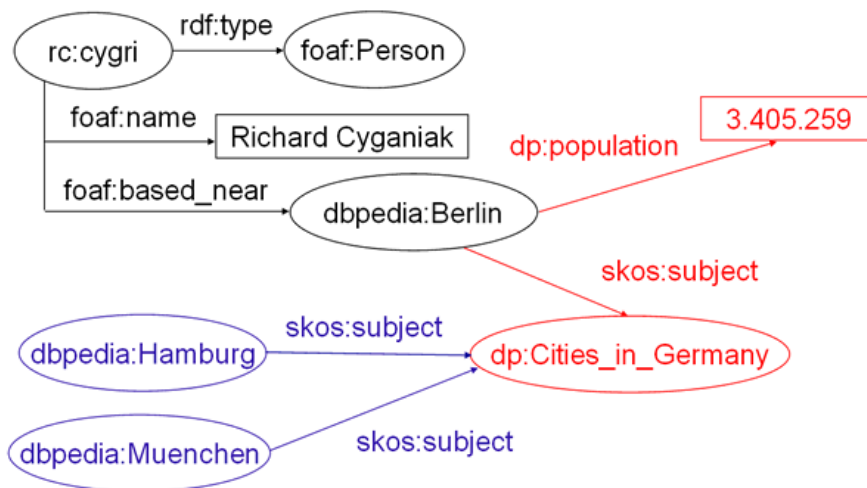 rc:cygri
rdf:type
foaf:Person
foaf:name
Richard Cyganiak
3.405.259
dp:population
foaf:based_near
dbpedia:Berlin
skos:subject
dbpedia:Hamburg
skos:subject
dp:Cities_in_Germany
dbpedia:Muenchen
skos:subject